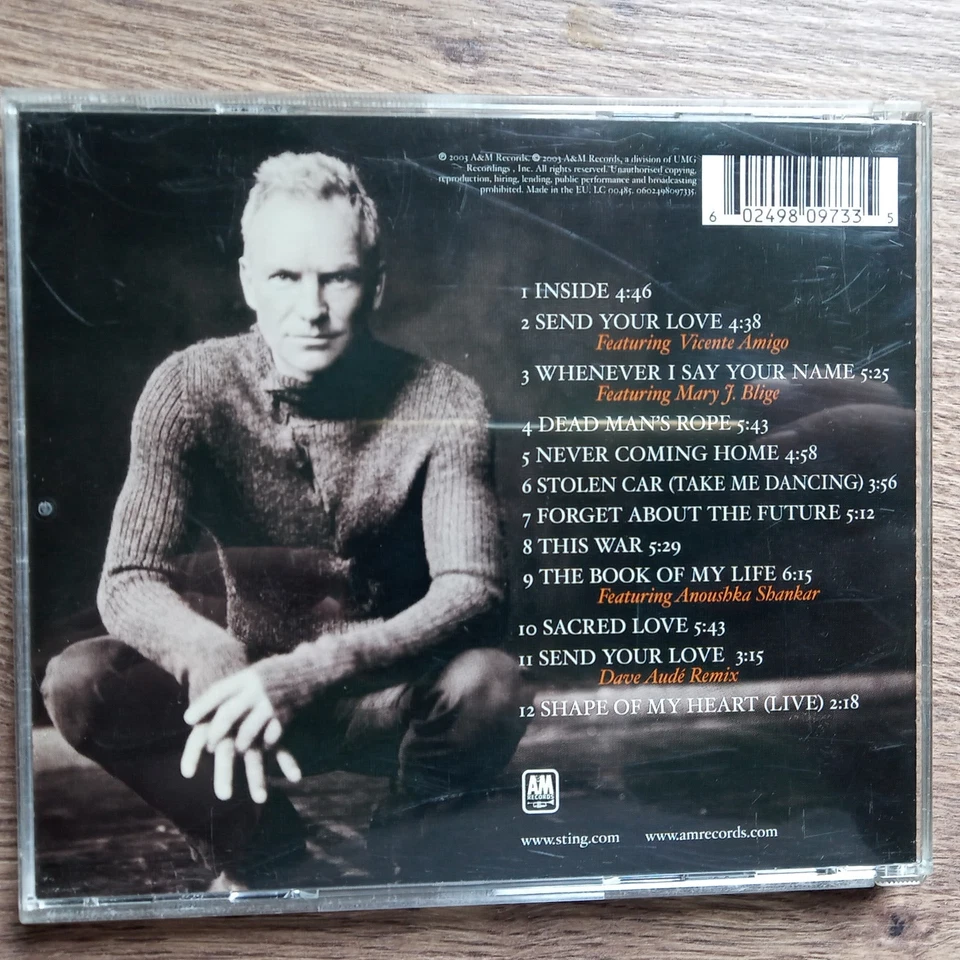 ℗ 2003 A&M Records. © 2003 A&M Records, a division of UMG
Recordings , Inc. All rights reserved. Unauthorised copying,
reproduction, hiring, lending, public performance and broadcasting
prohibited. Made in the EU. LC 00485. 0602498097335.
6 02498 09733 5
1 INSIDE 4:46
2 SEND YOUR LOVE 4:38
Featuring Vicente Amigo
3 WHENEVER I SAY YOUR NAME 5:25
Featuring Mary J. Blige
4 DEAD MAN'S ROPE 5:43
5 NEVER COMING HOME 4:58
6 STOLEN CAR (TAKE ME DANCING) 3:56
7 FORGET ABOUT THE FUTURE 5:12
8 THIS WAR 5:29
9 THE BOOK OF MY LIFE 6:15
Featuring Anoushka Shankar
10 SACRED LOVE 5:43
11 SEND YOUR LOVE 3:15
Dave Audé Remix
12 SHAPE OF MY HEART (LIVE) 2:18
A&M
RECORDS
www.sting.com www.amrecords.com